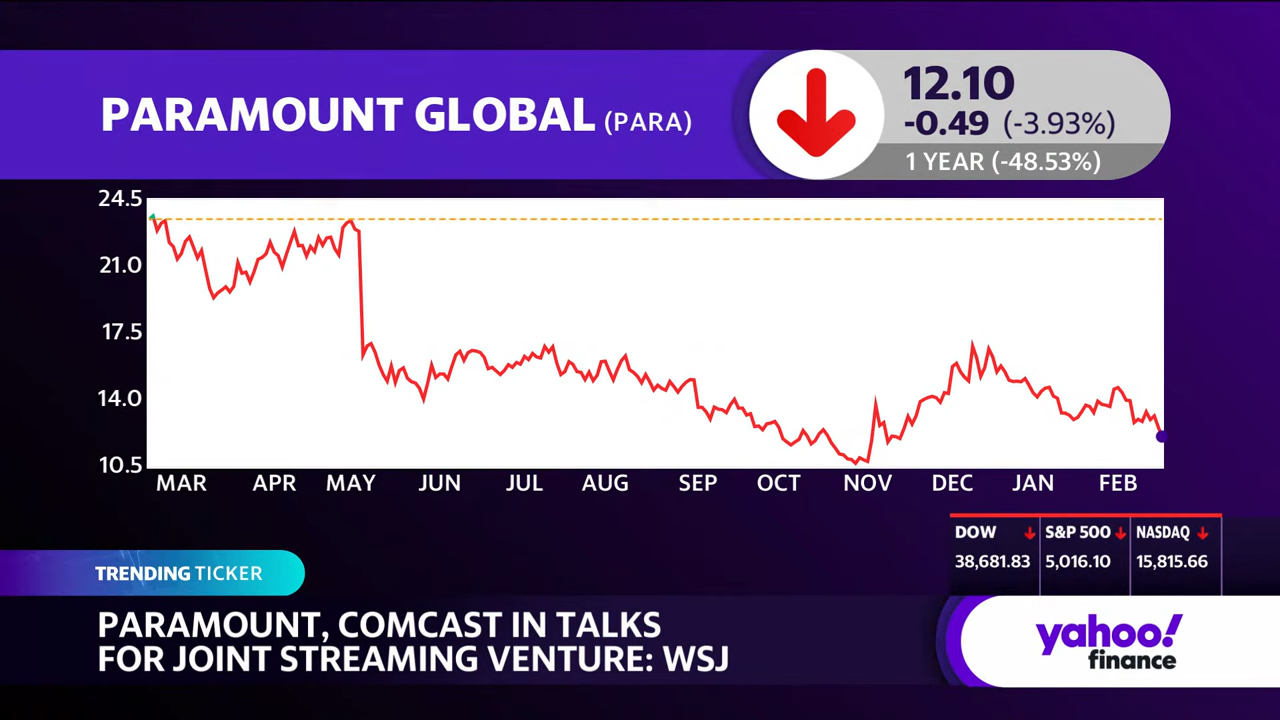 PARAMOUNT GLOBAL (PARA)
12.10
-0.49 (-3.93%)
1 YEAR (-48.53%)
24.5
21.0
17.5
14.0
10.5
MAR APR MAY JUN JUL AUG SEP OCT NOV DEC JAN FEB
DOW S&P 500 NASDAQ
38,681.83 5,016.10 15,815.66
TRENDING TICKER
PARAMOUNT, COMCAST IN TALKS
FOR JOINT STREAMING VENTURE: WSJ
yahoo!
finance